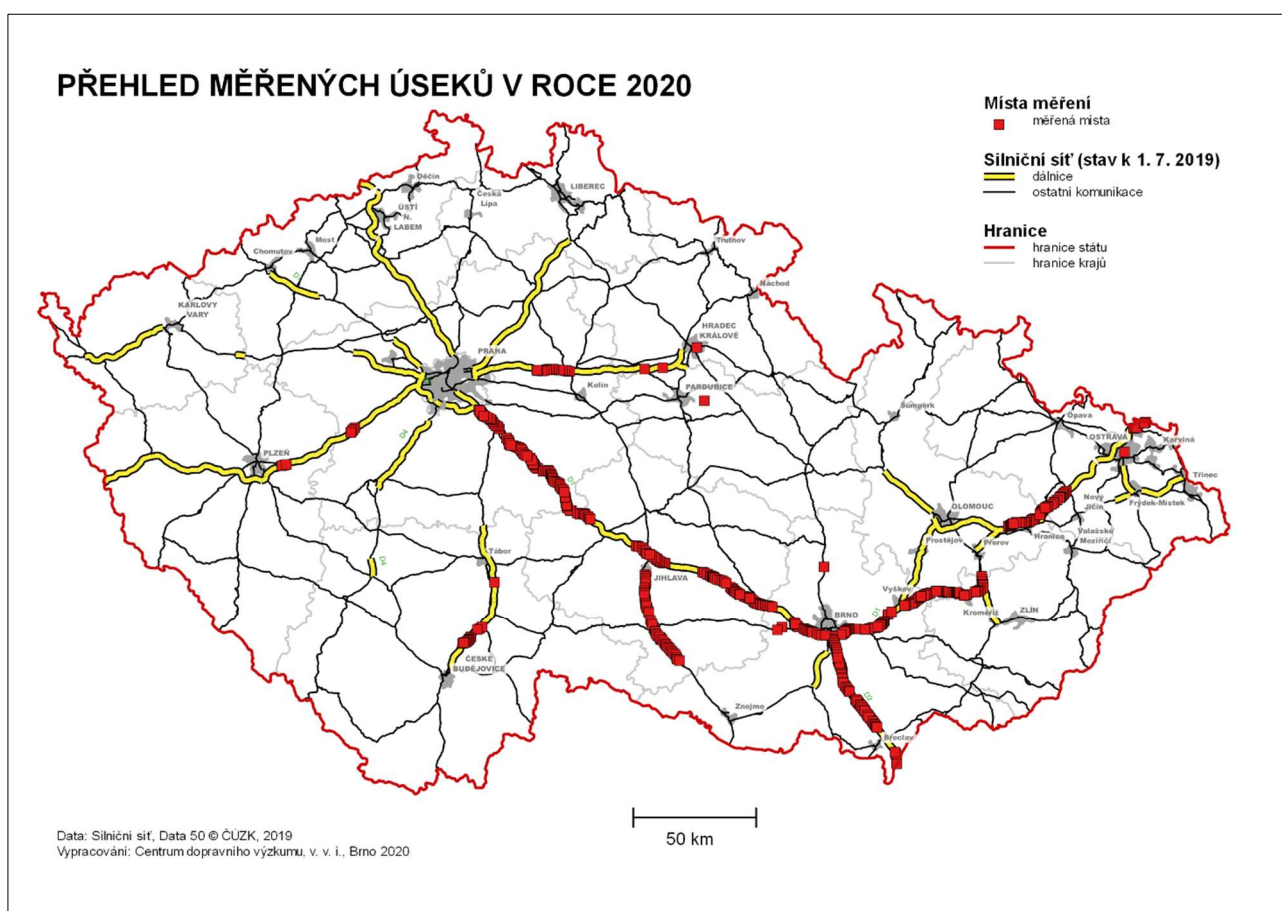 PŘEHLED MĚŘENÝCH ÚSEKŮ V ROCE 2020
Místa měření
měřená místa
Silniční síť (stav k 1. 7. 2019)
dálnice
ostatní komunikace
Hranice
hranice státu
hranice krajů
Děčín
Česká
Lípa
LIBEREC
ÚSTÍ
N.
LABEM
Most
Chomutov
Trutnov
Náchod
KARLOVY
VARY
HRADEC
KRÁLOVÉ
PRAHA
Kolín
PARDUBICE
D4
Šumperk
Opava
OSTRAVA
Karviná
Třinec
PLZEŇ
Frýdek-Místek
Nový
Jičín
OLOMOUC
Valašské
Meziříčí
Hranice
Prostějov
Přerov
Tábor
D4
JIHLAVA
Vyškov
D1
Kroměříž
ZLÍN
BRNO
ČESKÉ
BUDĚJOVICE
D2
Znojmo
Břeclav
50 km
Data: Silniční síť, Data 50 © ČÚZK, 2019
Vypracování: Centrum dopravního výzkumu, v. v. i., Brno 2020